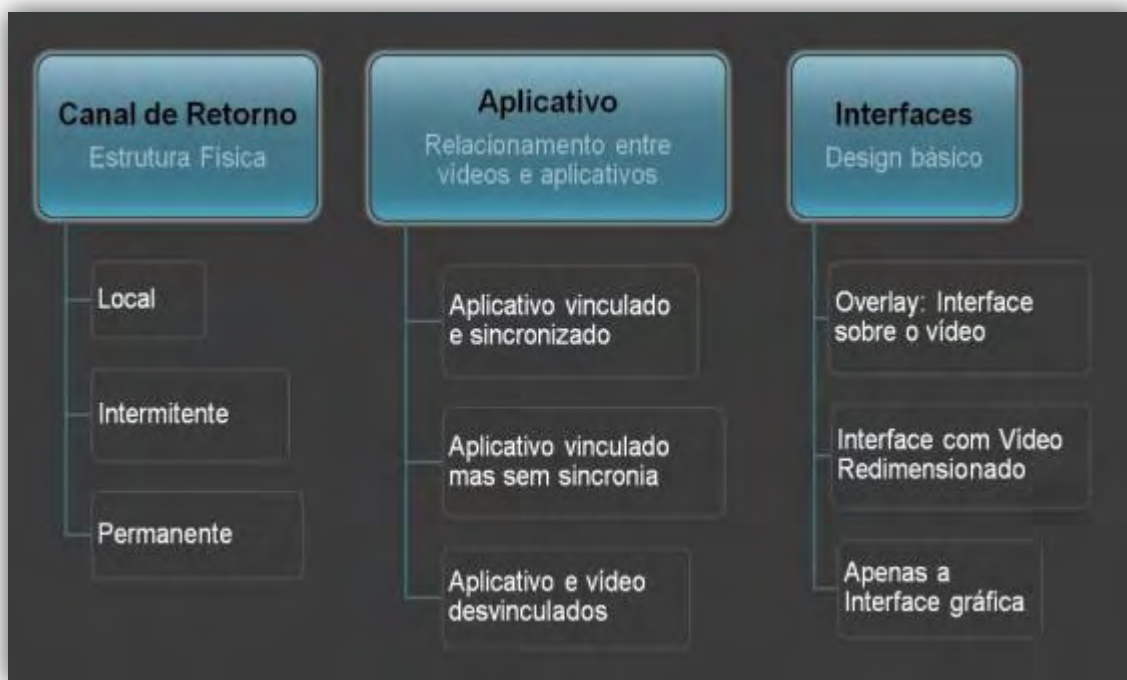 Canal de Retorno
Estrutura Física
Local
Intermitente
Permanente
Aplicativo
Relacionamento entre
vídeos e aplicativos
Aplicativo vinculado
e sincronizado
Aplicativo vinculado
mas sem sincronia
Aplicativo e vídeo
desvinculados
Interfaces
Design básico
Overlay: Interface
sobre o vídeo
Interface com Vídeo
Redimensionado
Apenas a
Interface gráfica